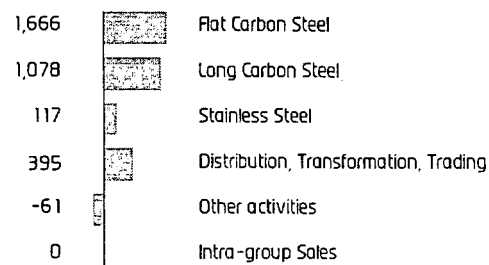 1,666 Flat Carbon Steel
1,078 Long Carbon Steel
117 Stainless Steel
395 Distribution, Transformation, Trading
-61 Other activities
0 Intra-group Sales